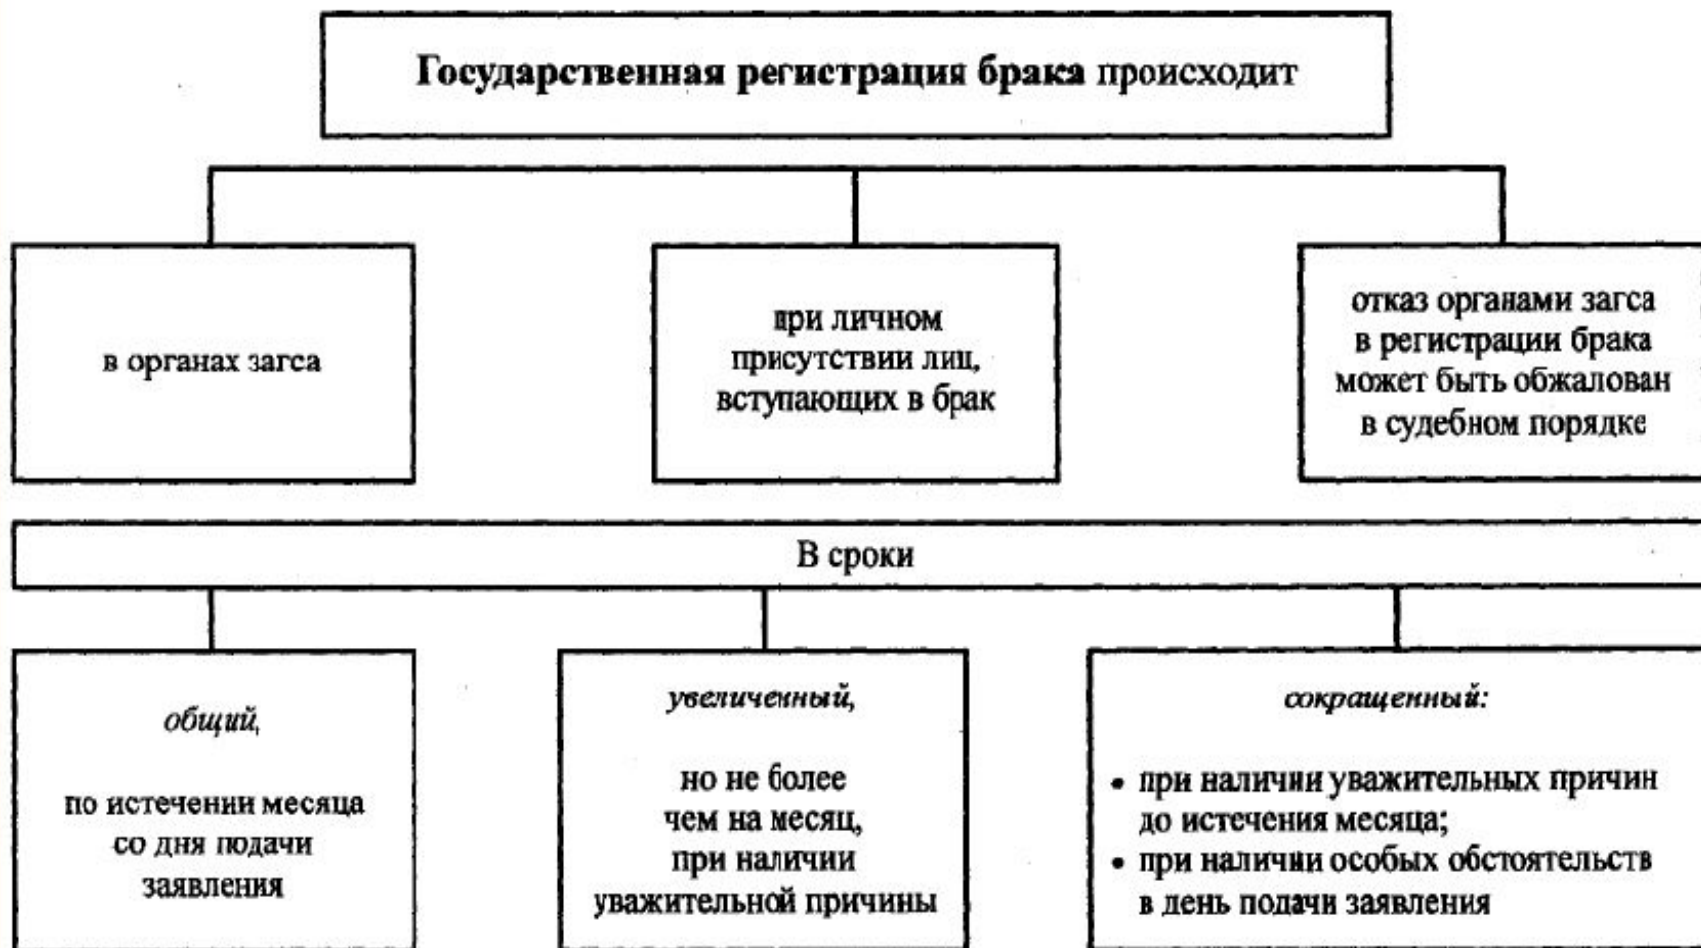 Государственная регистрация брака происходит
в органах загса
при личном
присутствии лиц,
вступающих в брак
отказ органами загса
в регистрации брака
может быть обжалован
в судебном порядке
В сроки
общий,
по истечении месяца
со дня подачи
заявления
увеличенный,
но не более
чем на месяц,
при наличии
уважительной причины
сокращенный:
• при наличии уважительных причин
до истечения месяца;
• при наличии особых обстоятельств
в день подачи заявления